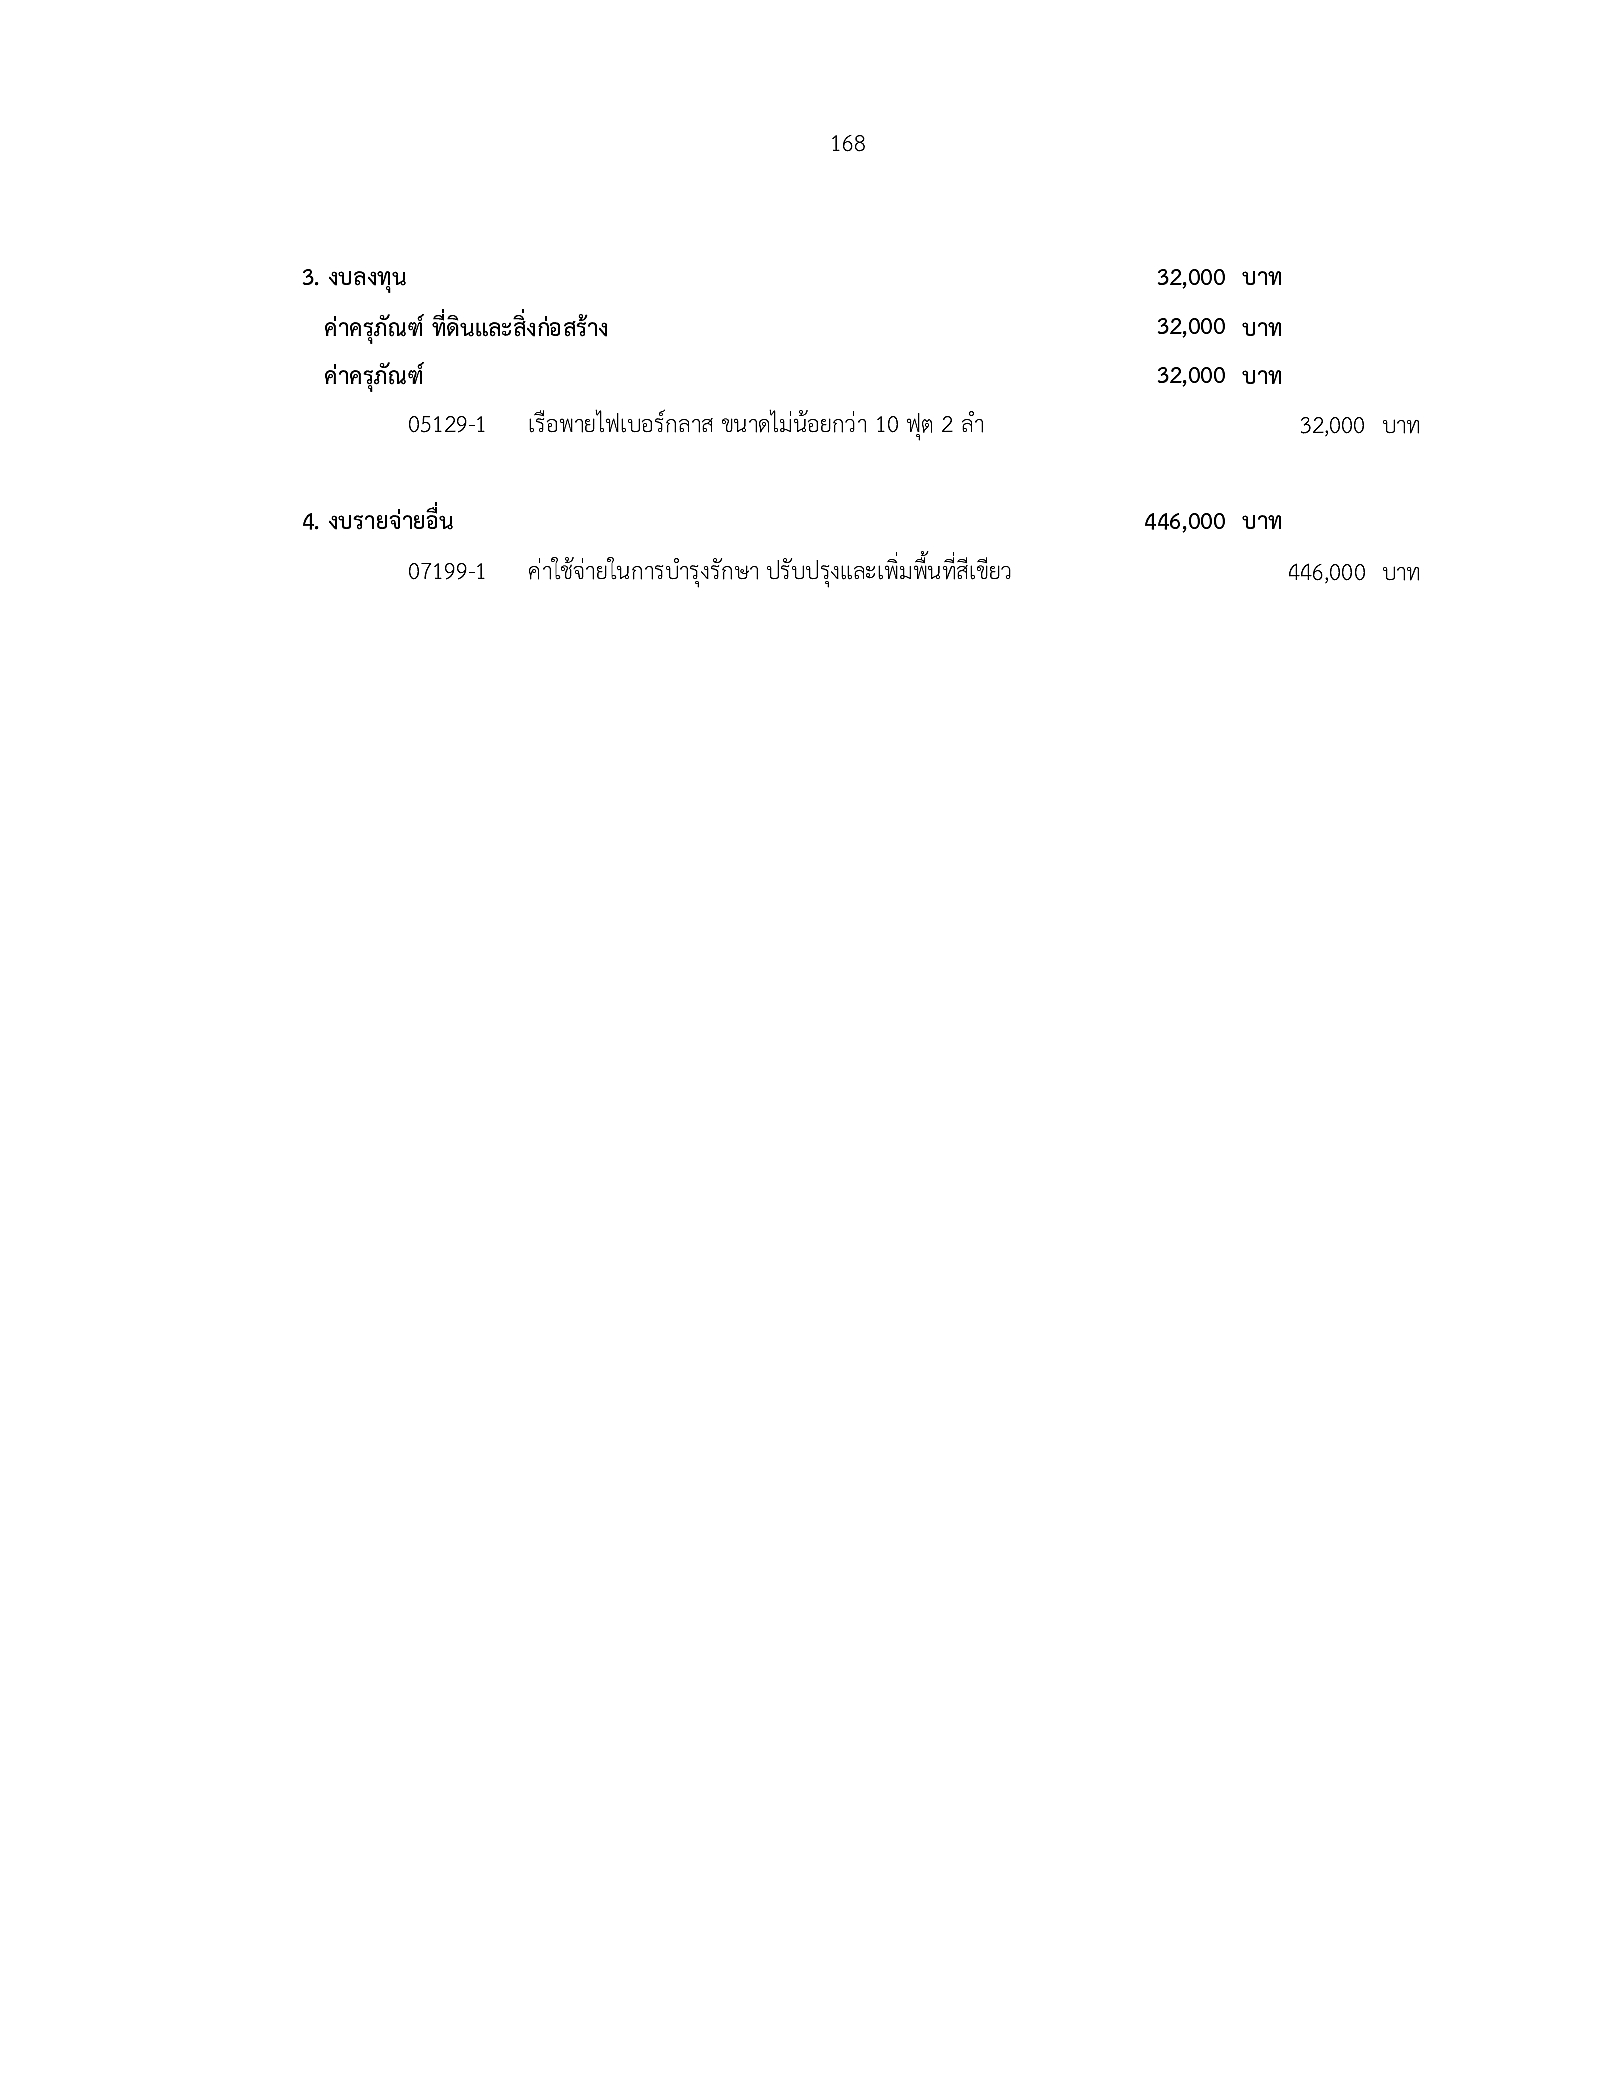 168
3. งบลงทุน 32,000 บาท
ค่าครุภัณฑ์ ที่ดินและสิ่งก่อสร้าง 32,000 บาท
ค่าครุภัณฑ์ 32,000 บาท
05129-1 เรือพายไฟเบอร์กลาส ขนาดไม่น้อยกว่า 10 ฟุต 2 ลำ 32,000 บาท
4. งบรายจ่ายอื่น 446,000 บาท
07199-1 ค่าใช้จ่ายในการบำรุงรักษา ปรับปรุงและเพิ่มพื้นที่สีเขียว 446,000 บาท